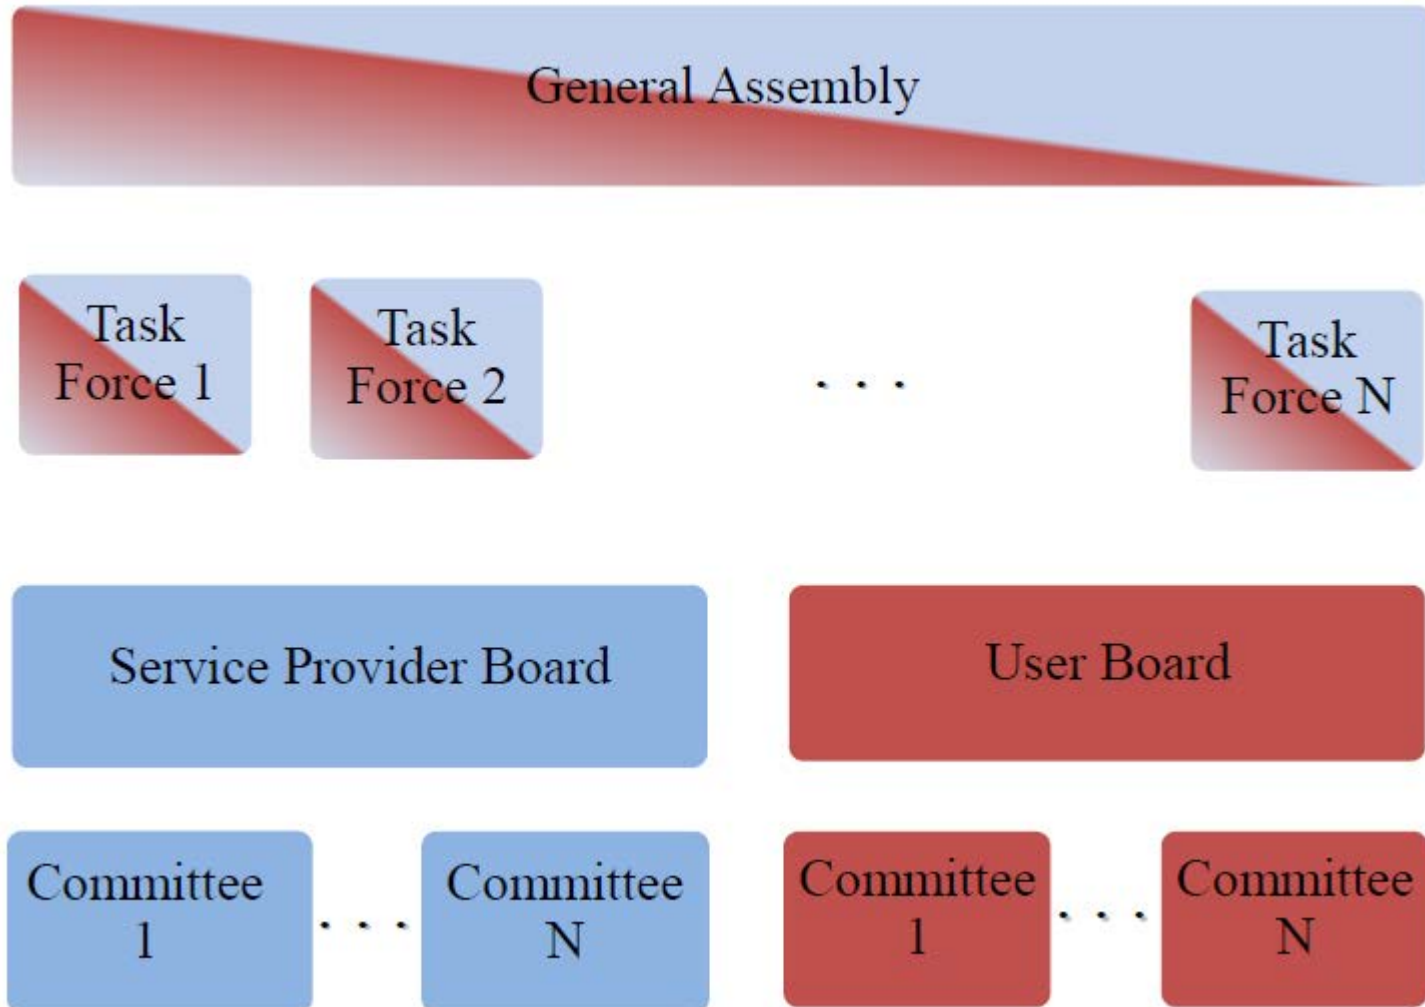 General Assembly
Task
Force 1
Task
Force 2
. . .
Task
Force N
Service Provider Board
User Board
Committee
1
. . .
Committee
N
Committee
1
. . .
Committee
N